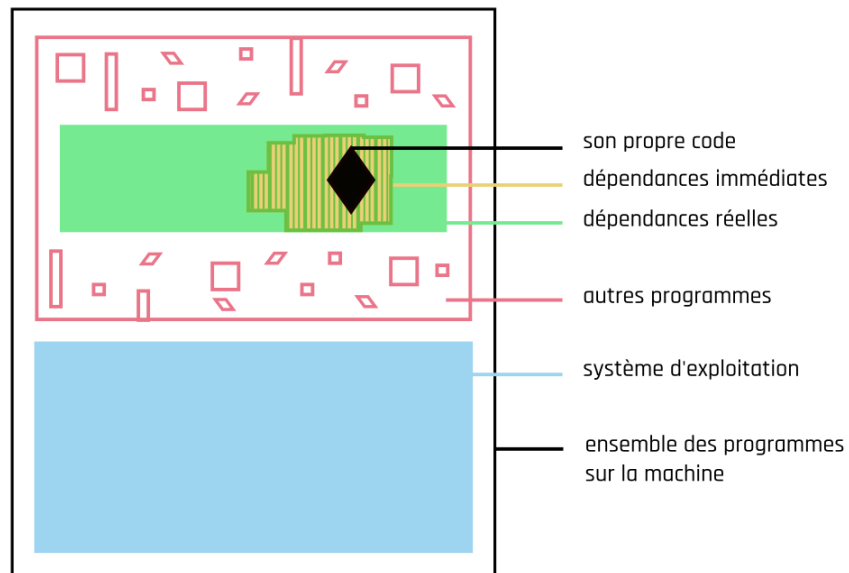 son propre code
dépendances immédiates
dépendances réelles
autres programmes
système d'exploitation
ensemble des programmes
sur la machine